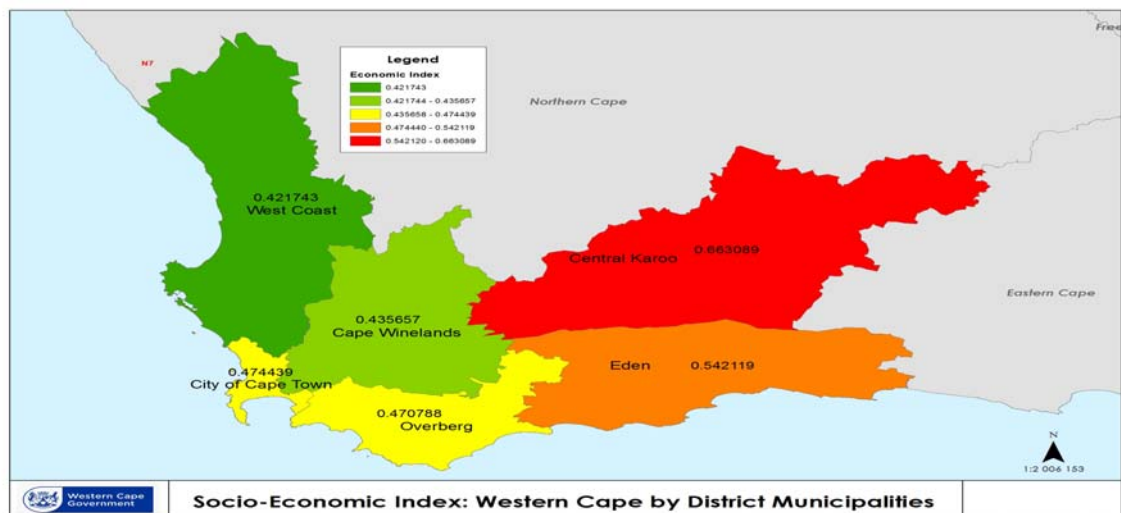 Free
N7
Legend
Economic Index
0.421743
0.421744 - 0.435657
0.435658 - 0.474439
0.474440 - 0.542119
0.542120 - 0.663089
Northern Cape
0.421743
West Coast
Central Karoo 0.663089
Eastern Cape
0.435657
Cape Winelands
0.474439
City of Cape Town
Eden 0.542119
0.470788
Overberg
N
1:2 006 153
Western Cape
Government
Socio-Economic Index: Western Cape by District Municipalities